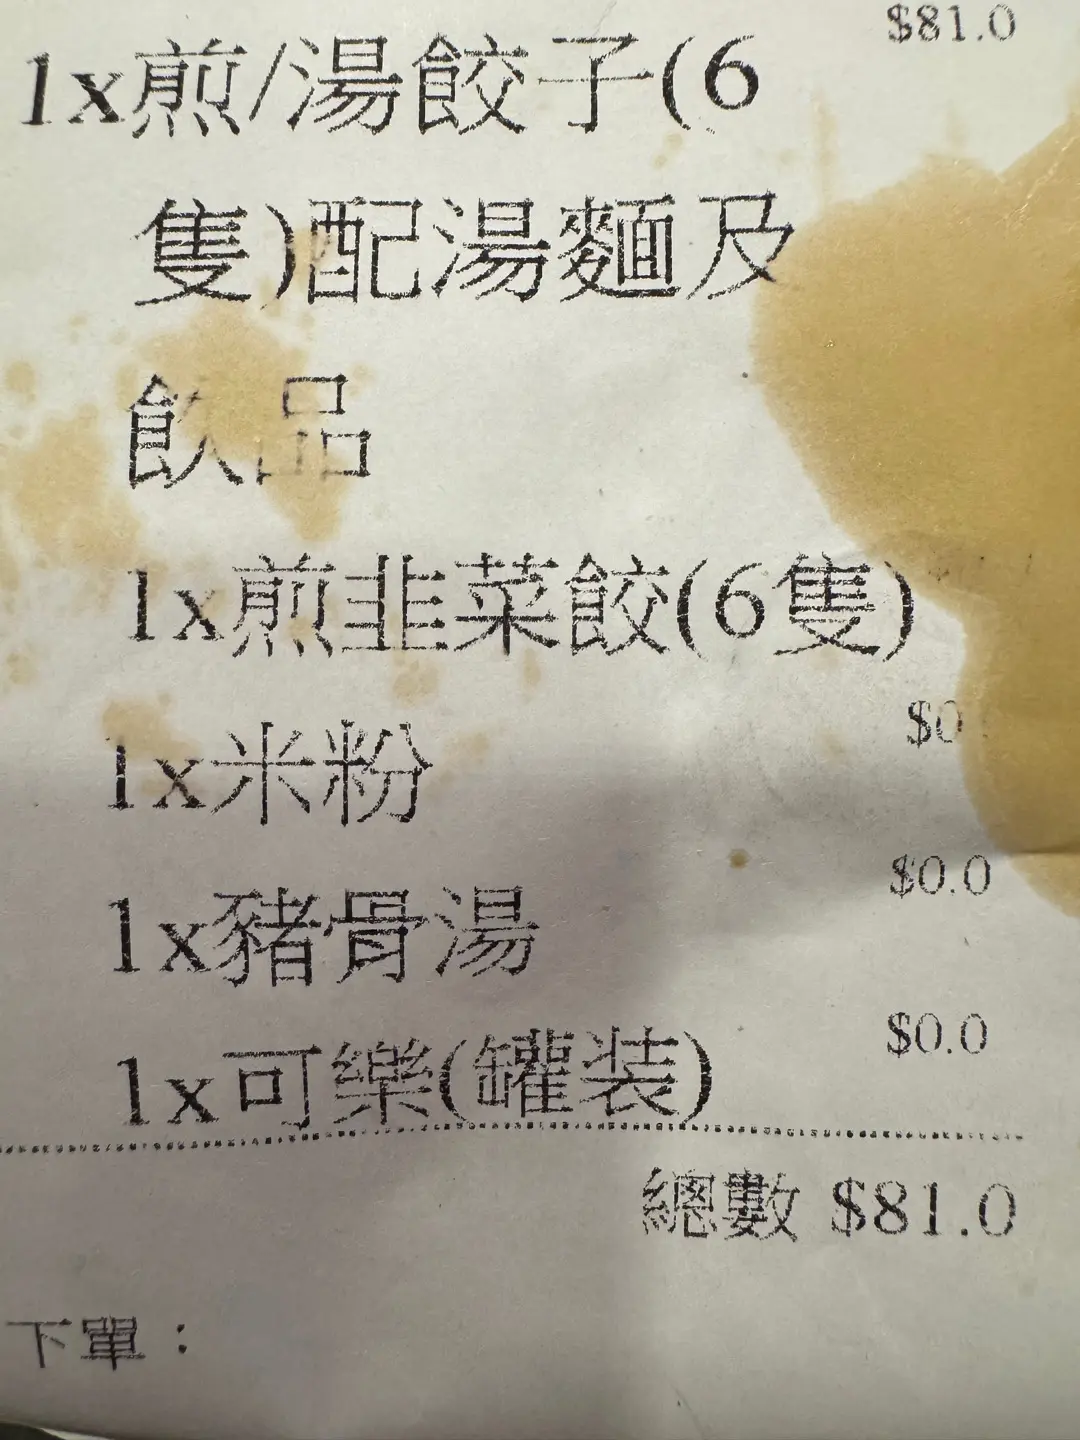 $81.0
1x煎/湯餃子(6
隻)配湯麵及
飲品
1x煎韭菜餃(6隻)
$0
1x米粉
$0.0
1x豬骨湯
$0.0
1x可樂(罐装)
總數 $81.0
下單：